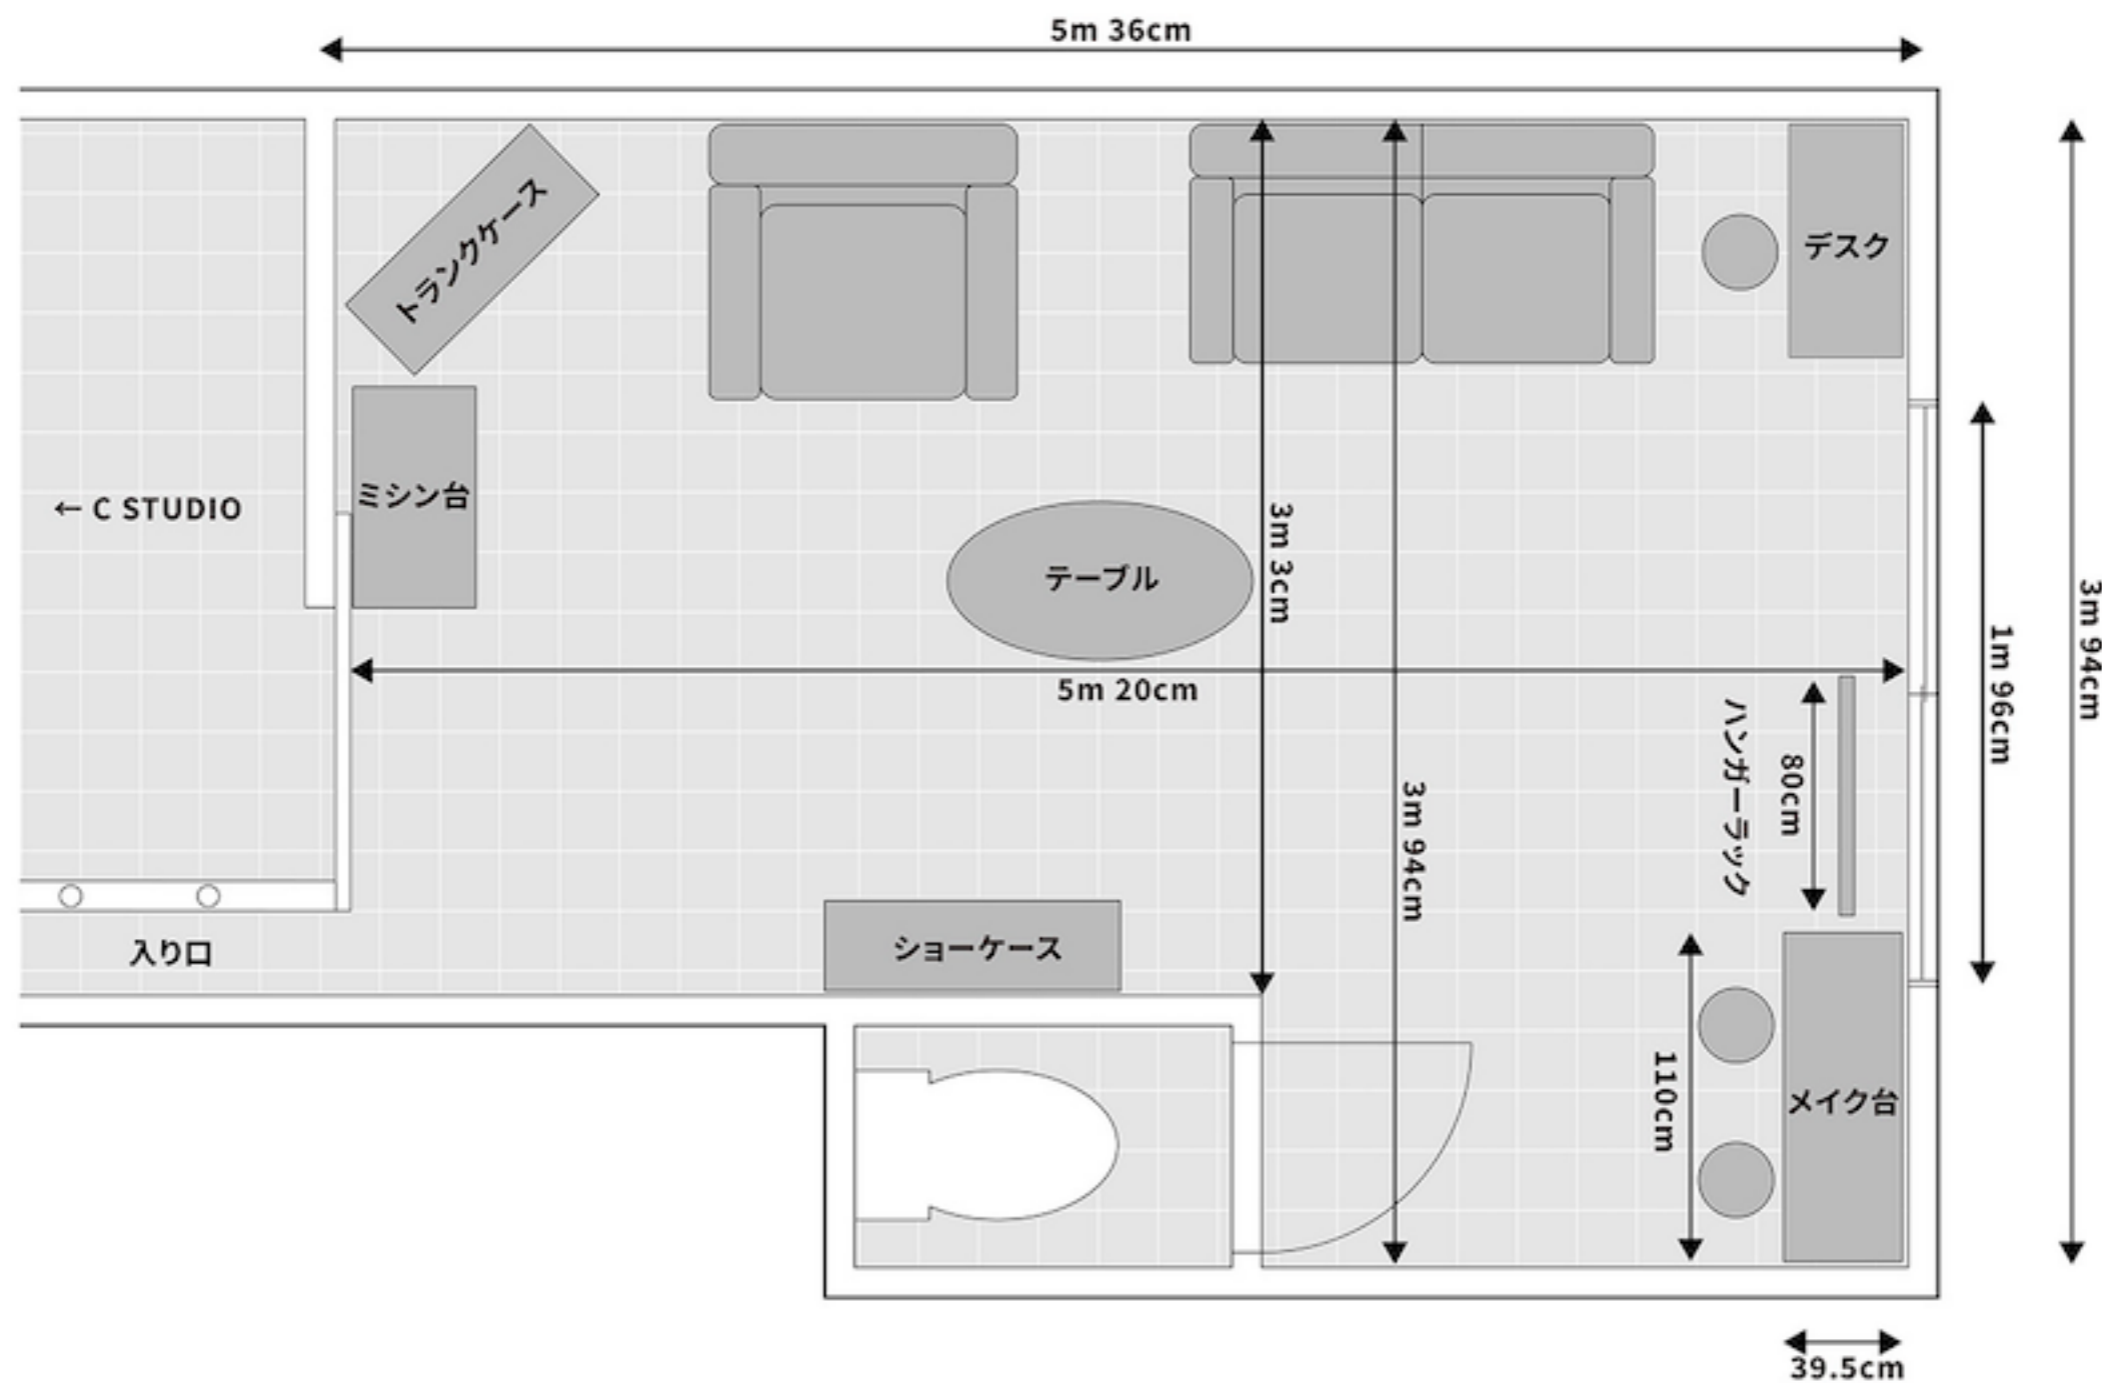 5m 36cm
トランクケース
デスク
ミシン台
← C STUDIO
テーブル
3m 3cm
3m 94cm
1m 96cm
5m 20cm
ハンガーラック
80cm
3m 94cm
入り口
ショーケース
110cm
メイク台
39.5cm